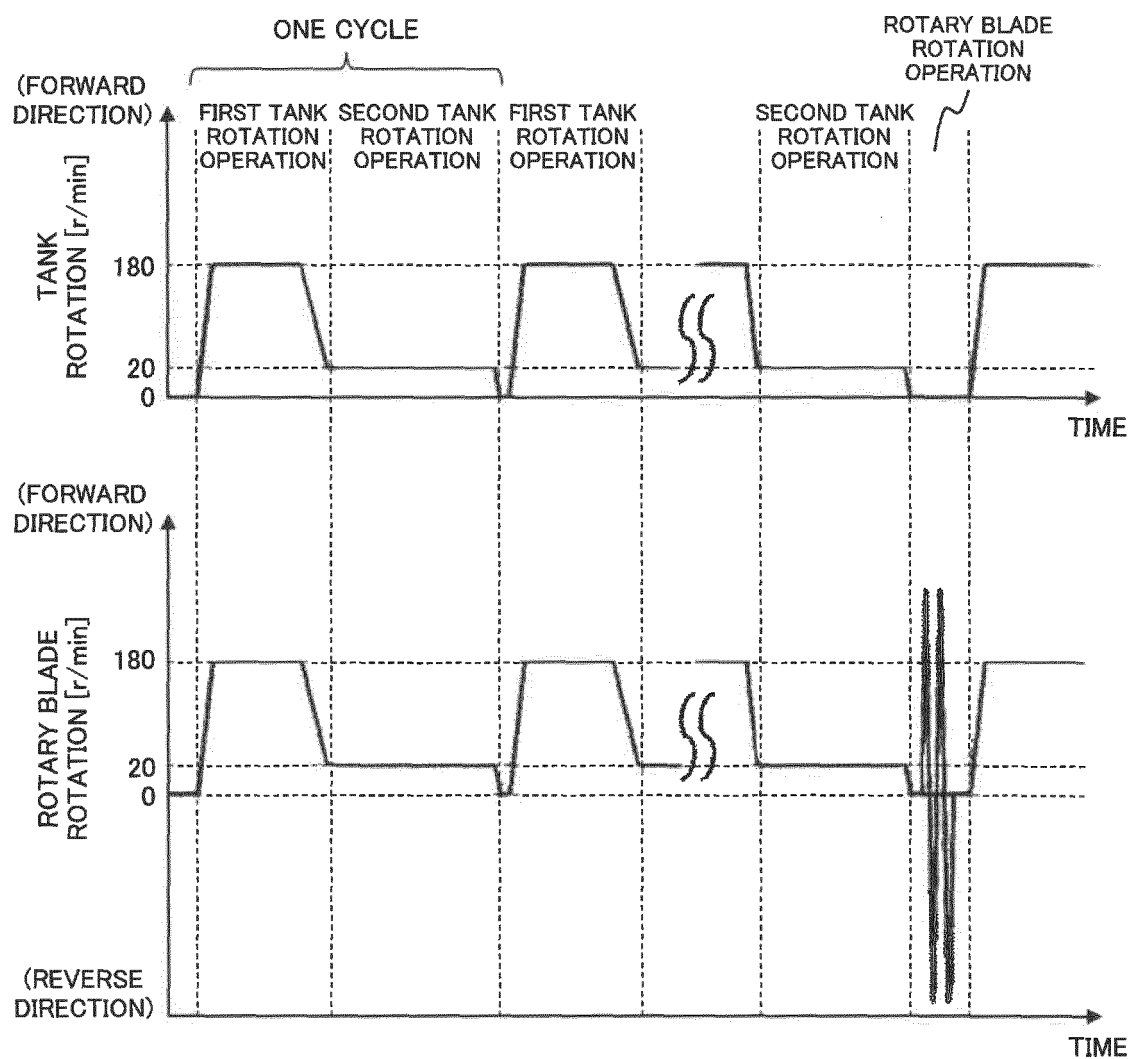 ONE CYCLE
ROTARY BLADE
ROTATION
OPERATION
(FORWARD
DIRECTION)
FIRST TANK
ROTATION
OPERATION
SECOND TANK
ROTATION
OPERATION
FIRST TANK
ROTATION
OPERATION
SECOND TANK
ROTATION
OPERATION
TANK
ROTATION [r/min]
180
20
0
TIME
(FORWARD
DIRECTION)
ROTARY BLADE
ROTATION [r/min]
180
20
0
(REVERSE
DIRECTION)
TIME